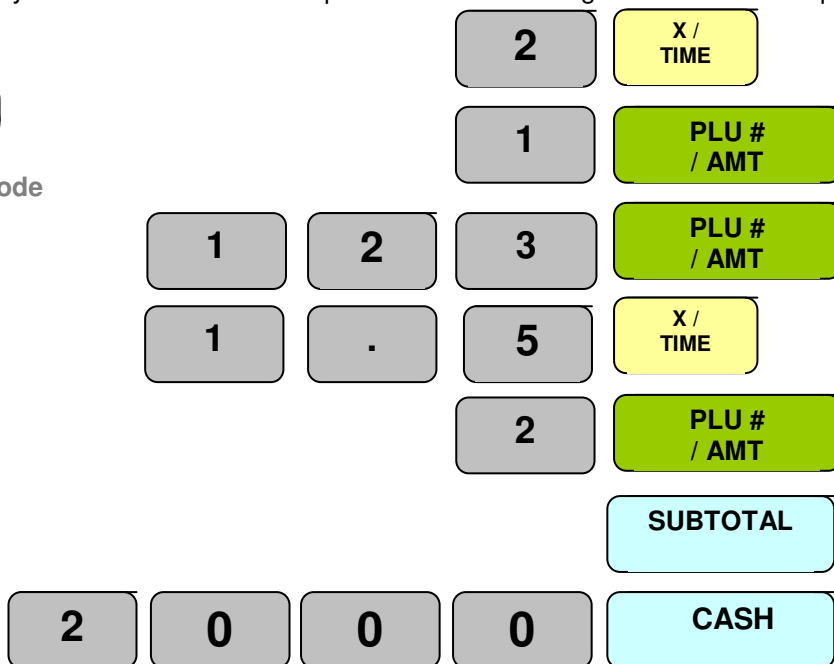 2 X /
TIME
1 PLU #
/ AMT
ode
1 2 3 PLU #
/ AMT
1 . 5 X /
TIME
2 PLU #
/ AMT
SUBTOTAL
2 0 0 0 CASH